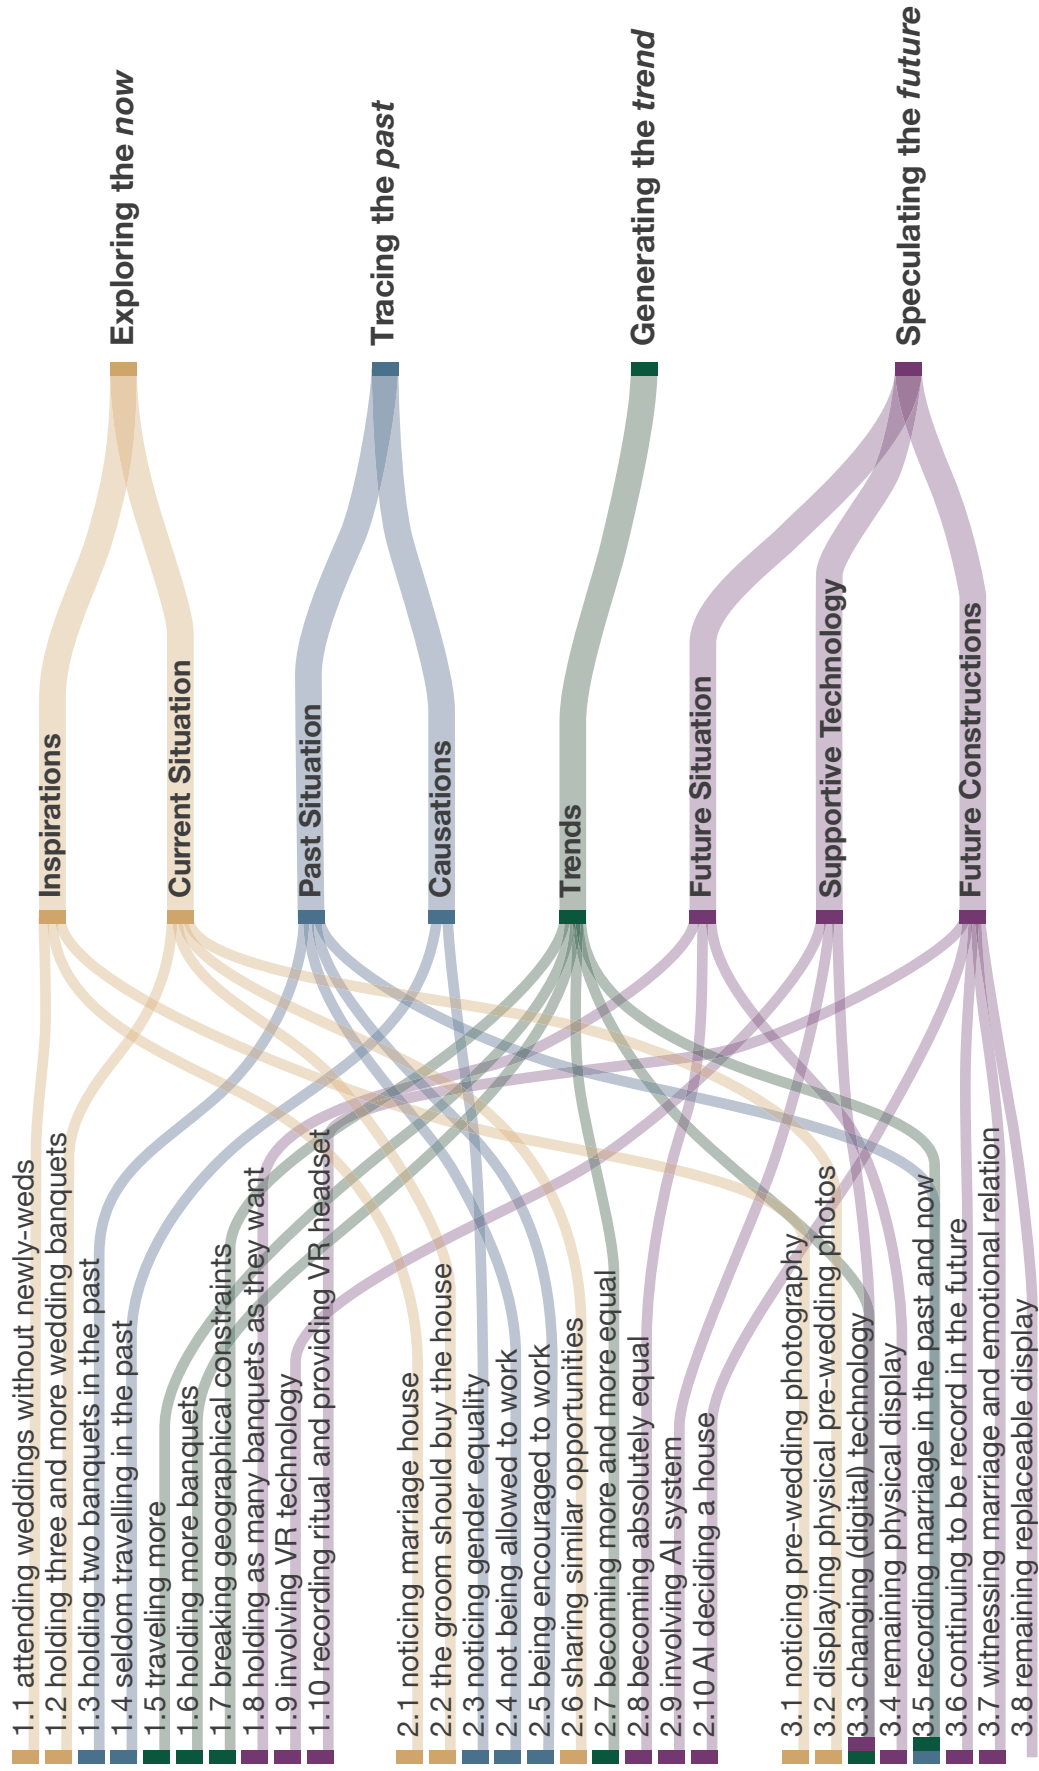 1.1 attending weddings without newly-weds
1.2 holding three and more wedding banquets
1.3 holding two banquets in the past
1.4 seldom travelling in the past
1.5 traveling more
1.6 holding more banquets
1.7 breaking geographical constraints
1.8 holding as many banquets as they want
1.9 involving VR technology
1.10 recording ritual and providing VR headset
2.1 noticing marriage house
2.2 the groom should buy the house
2.3 noticing gender equality
2.4 not being allowed to work
2.5 being encouraged to work
2.6 sharing similar opportunities
2.7 becoming more and more equal
2.8 becoming absolutely equal
2.9 involving AI system
2.10 AI deciding a house
3.1 noticing pre-wedding photography
3.2 displaying physical pre-wedding photos
3.3 changing (digital) technology
3.4 remaining physical display
3.5 recording marriage in the past and now
3.6 continuing to be record in the future
3.7 witnessing marriage and emotional relation
3.8 remaining replaceable display
Inspirations
Current Situation
Past Situation
Causations
Trends
Future Situation
Supportive Technology
Future Constructions
Exploring the now
Tracing the past
Generating the trend
Speculating the future